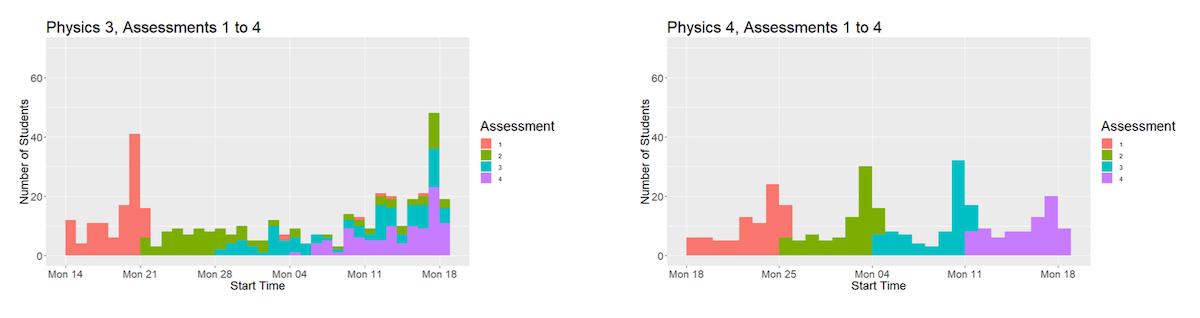 Physics 3, Assessments 1 to 4
Number of Students
60
40
20
0
Mon 14 Mon 21 Mon 28 Mon 04 Mon 11 Mon 18
Start Time
Assessment
1
2
3
4
Physics 4, Assessments 1 to 4
Number of Students
60
40
20
0
Mon 18 Mon 25 Mon 04 Mon 11 Mon 18
Start Time
Assessment
1
2
3
4